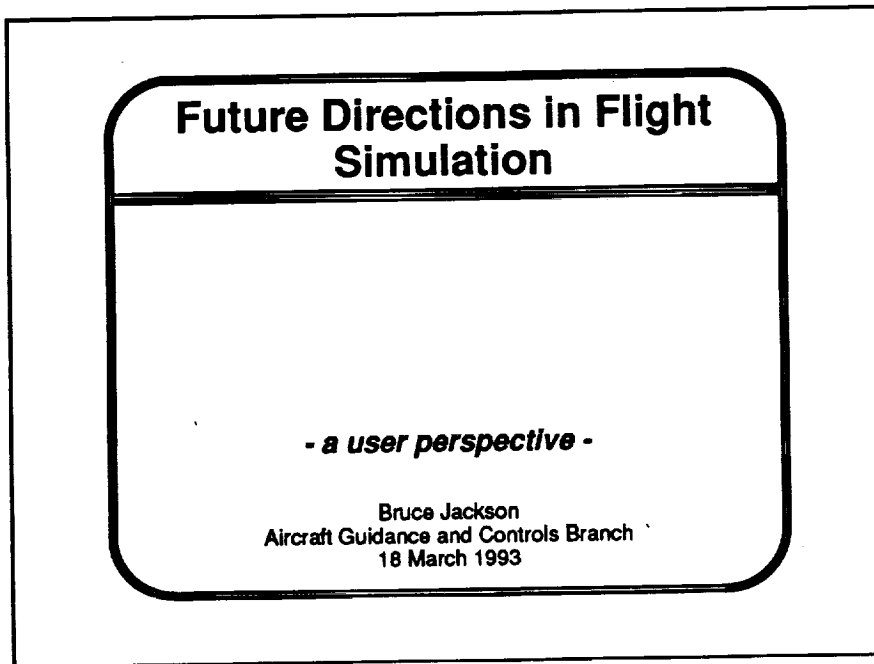 Future Directions in Flight
Simulation
- a user perspective -
Bruce Jackson
Aircraft Guidance and Controls Branch
18 March 1993